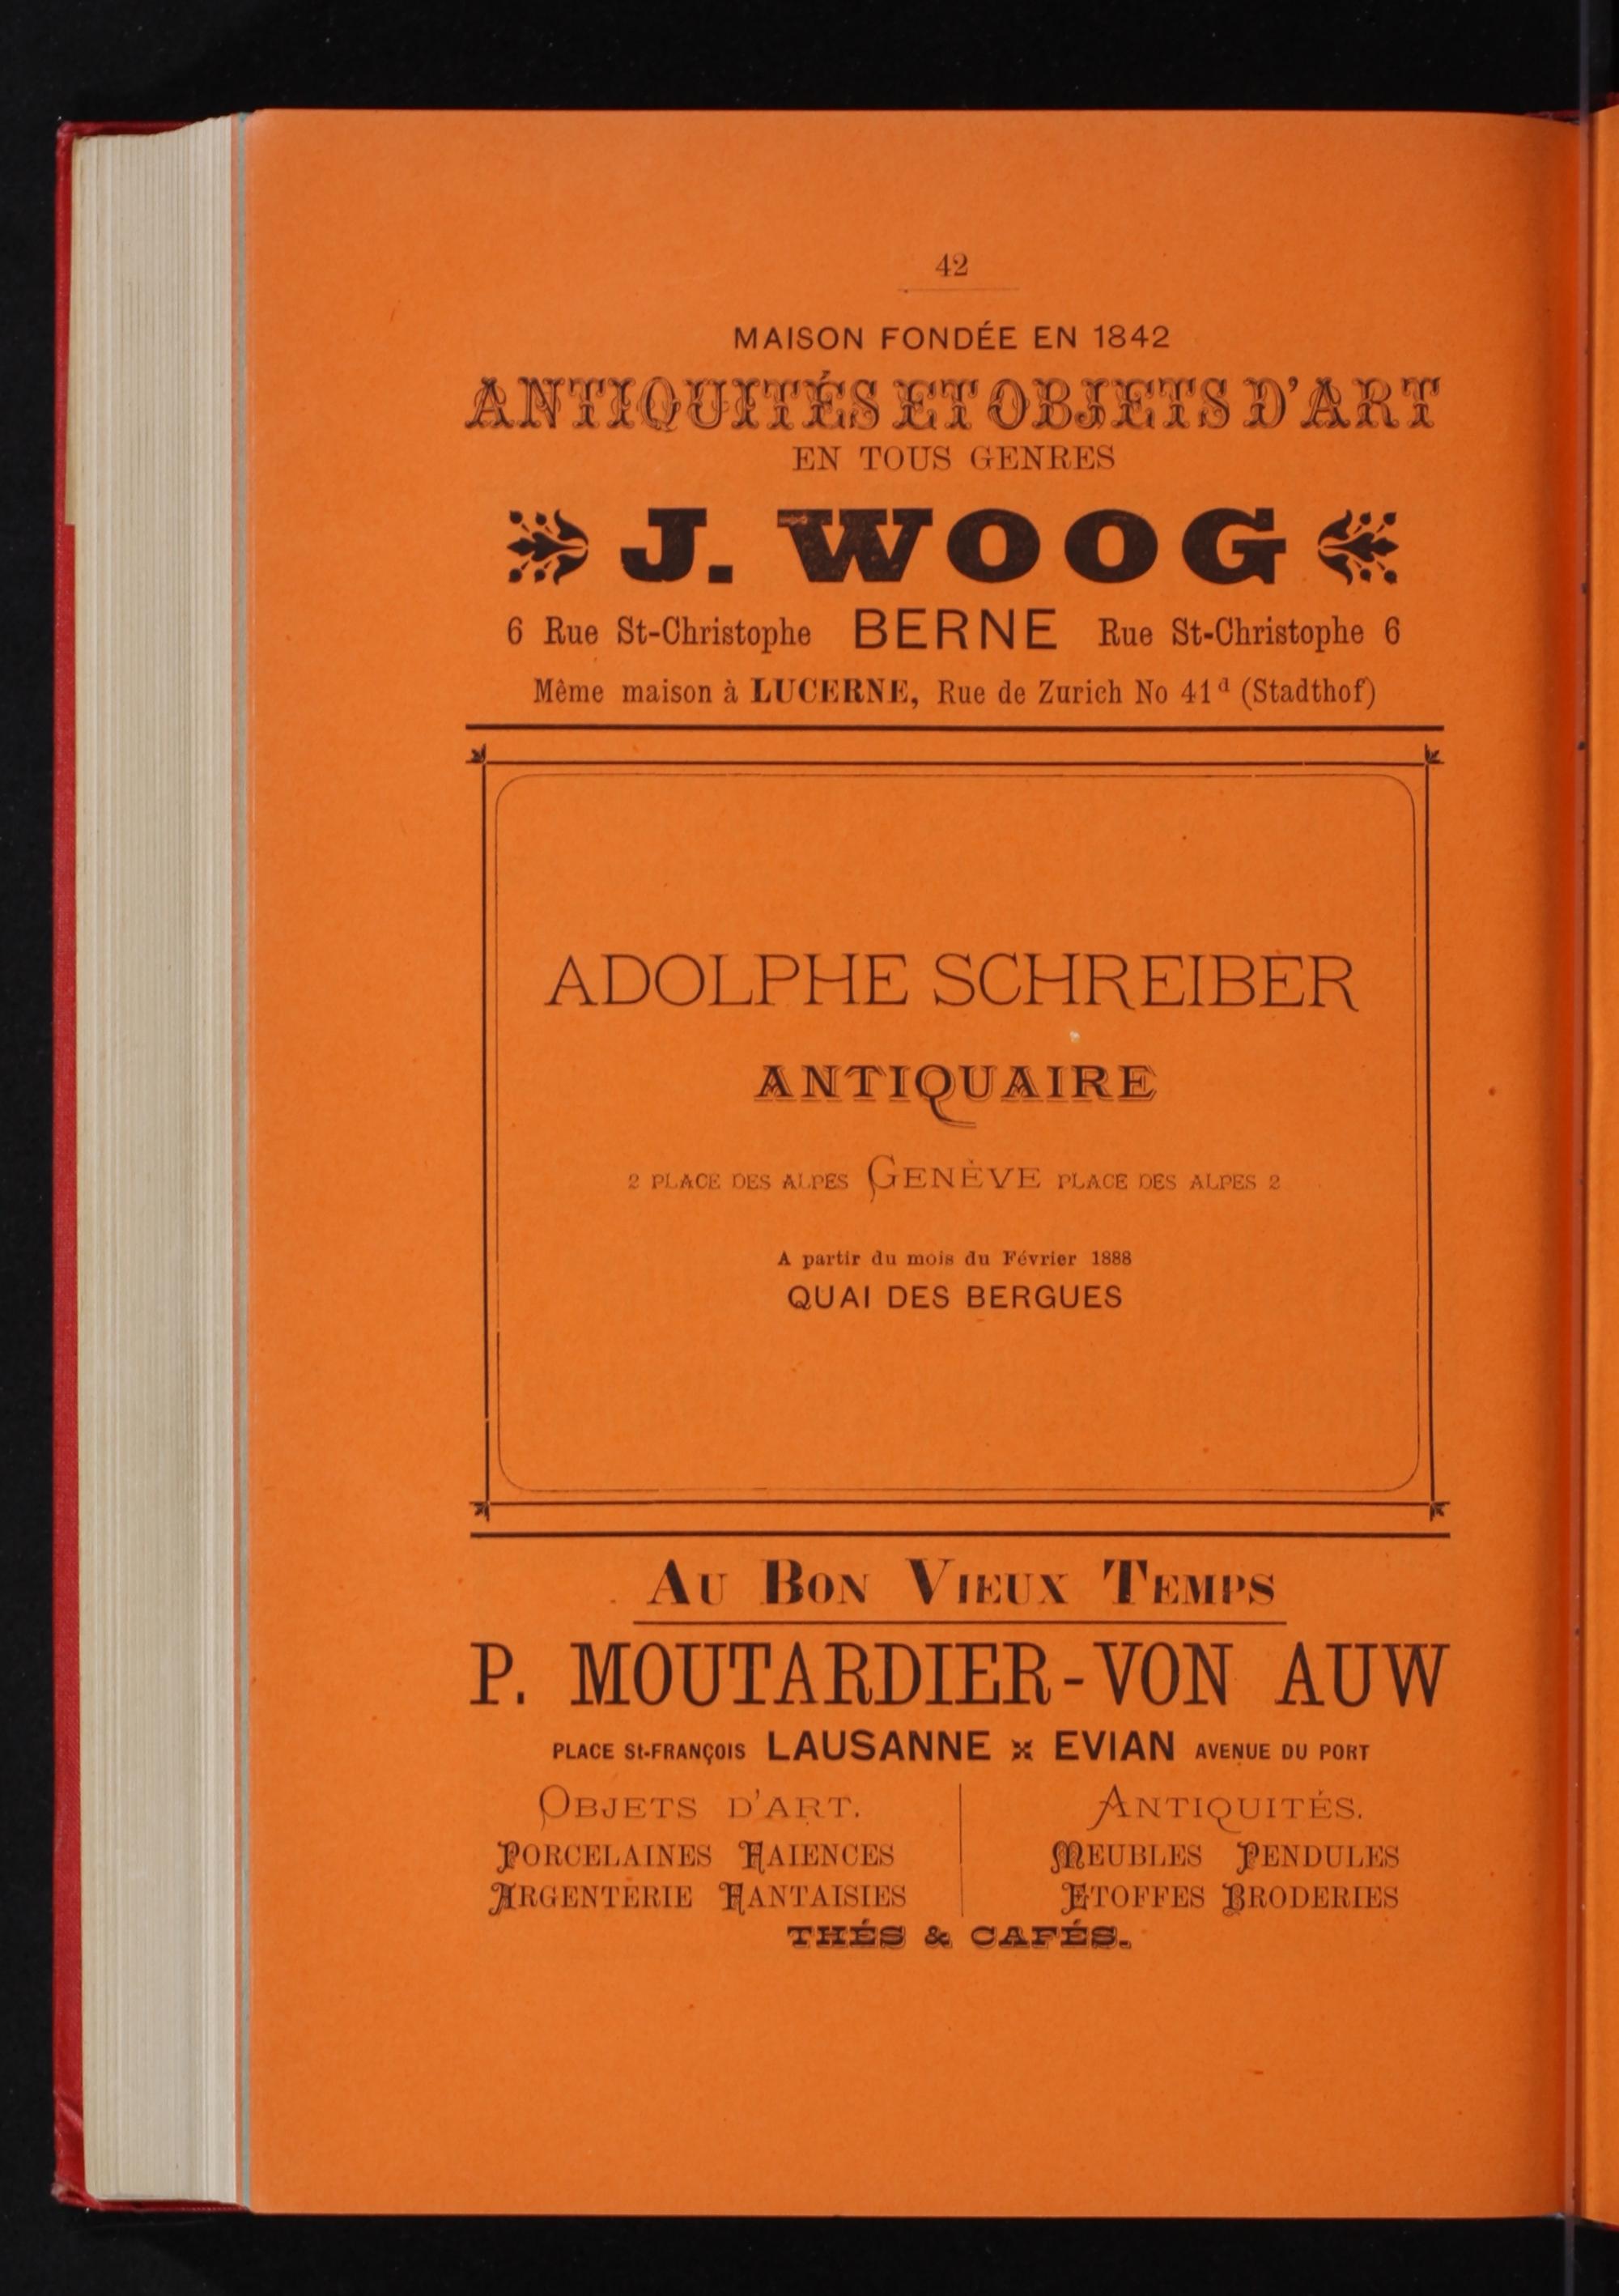 42
MAISON FONDÉE EN 1842
ANTIQUITÉS ET OBJETS D'ART
EN TOUS GENRES
J. WOOG
6 Rue St-Christophe BERNE Rue St-Christophe 6
Même maison à LUCERNE, Rue de Zurich No 41d (Stadthof)
ADOLPHE SCHREIBER
ANTIQUAIRE
2 PLACE DES ALPES GENÈVE PLACE DES ALPES 2
A partir du mois du Février 1888
QUAI DES BERGUES
AU BON VIEUX TEMPS
P. MOUTARDIER-VON AUW
PLACE St-FRANÇOIS LAUSANNE × EVIAN AVENUE DU PORT
OBJETS D'ART.
PORCELAINES FAIENCES
ARGENTERIE FANTAISIES
ANTIQUITÉS.
MEUBLES PENDULES
ETOFFES BRODERIES
THÉS & CAFÉS.